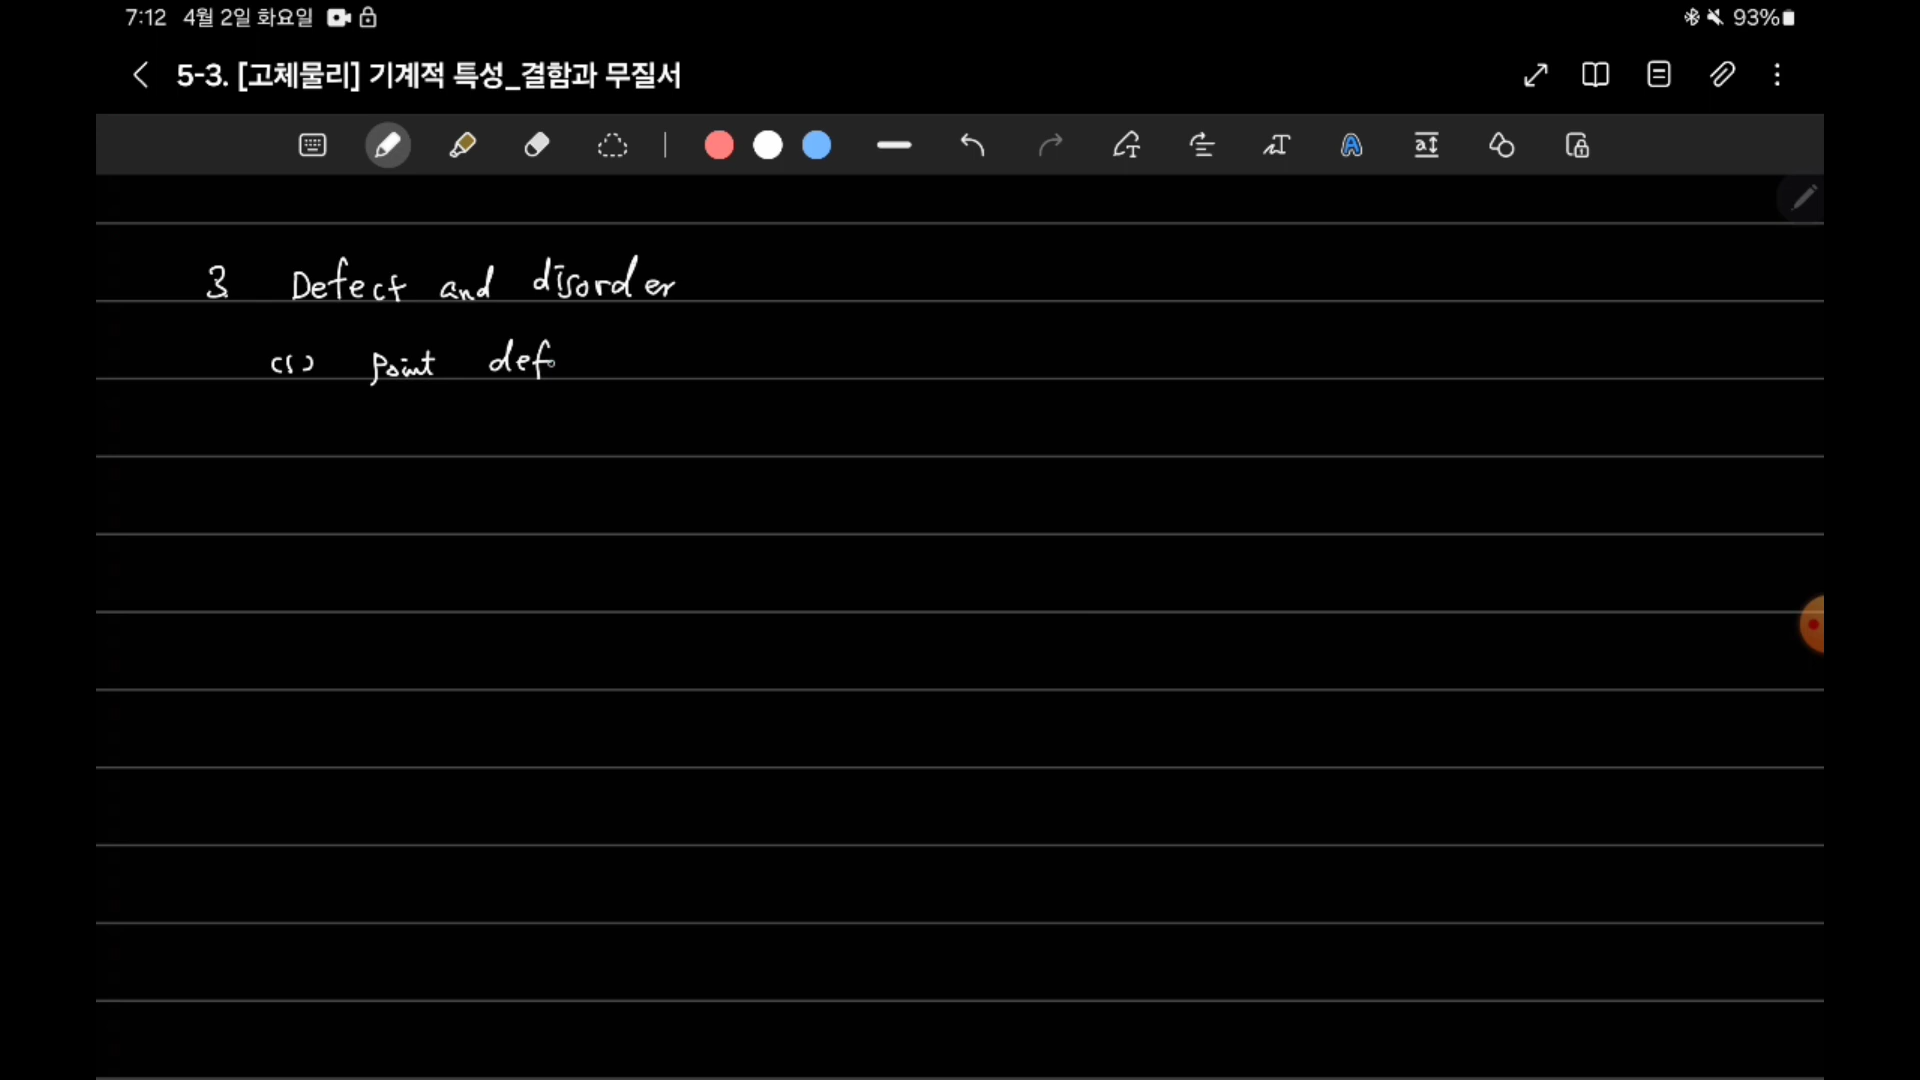 7:12 4월 2일 화요일 93%
5-3. [고체물리] 기계적 특성_결함과 무질서
3 Defect and disorder
(1) Point def